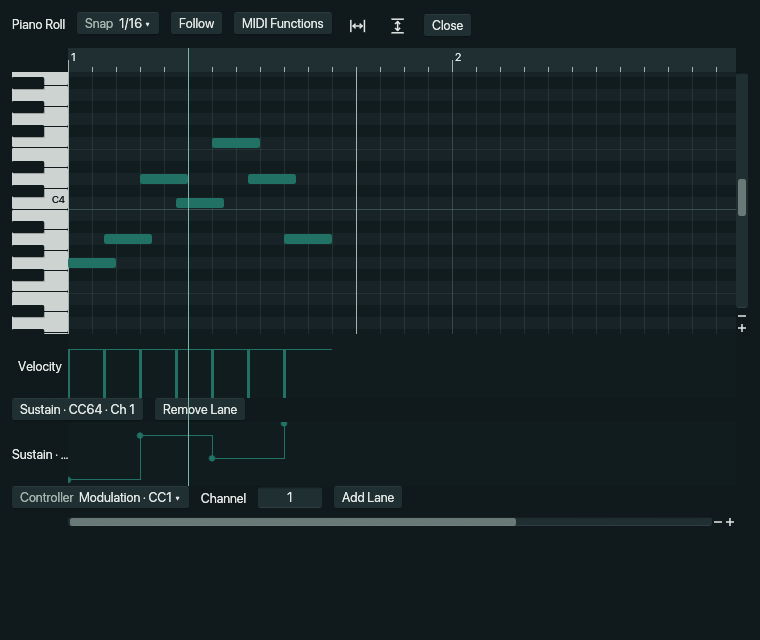 Piano Roll Snap 1/16 Follow MIDI Functions Close
1 2
C4
Velocity
Sustain · CC64 · Ch 1 Remove Lane
Sustain · ...
Controller Modulation · CC1 Channel 1 Add Lane